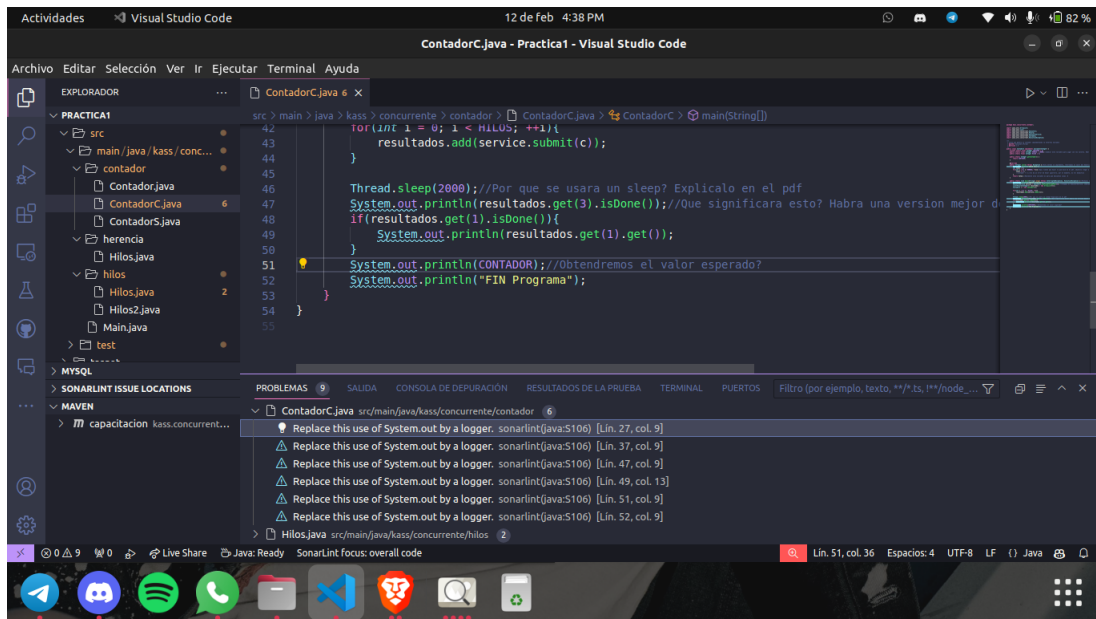 Actividades Visual Studio Code 12 de feb 4:38 PM 82 %
ContadorC.java - Practica1 - Visual Studio Code
Archivo Editar Selección Ver Ir Ejecutar Terminal Ayuda
EXPLORADOR ...
PRACTICA1
src
main/java/kass/conc...
contador
Contador.java
ContadorC.java 6
ContadorS.java
herencia
Hilos.java
hilos
Hilos.java 2
Hilos2.java
Main.java
test
MYSQL
SONARLINT ISSUE LOCATIONS
MAVEN
m capacitacion kass.concurrent...
ContadorC.java 6
src > main > java > kass > concurrente > contador > ContadorC.java > ContadorC > main(String[])
42 for(int i = 0; i < HILOS; ++i){
43 resultados.add(service.submit(c));
44 }
45
46 Thread.sleep(2000);//Por que se usara un sleep? Explicalo en el pdf
47 System.out.println(resultados.get(3).isDone());//Que significara esto? Habra una version mejor d
48 if(resultados.get(1).isDone()){
49 System.out.println(resultados.get(1).get());
50 }
51 System.out.println(CONTADOR);//Obtendremos el valor esperado?
52 System.out.println("FIN Programa");
53 }
54 }
55
PROBLEMAS 9 SALIDA CONSOLA DE DEPURACIÓN RESULTADOS DE LA PRUEBA TERMINAL PUERTOS Filtro (por ejemplo, texto, **/*.ts, !**/node_...
ContadorC.java src/main/java/kass/concurrente/contador 6
Replace this use of System.out by a logger. sonarlint(java:S106) [Lín. 27, col. 9]
Replace this use of System.out by a logger. sonarlint(java:S106) [Lín. 37, col. 9]
Replace this use of System.out by a logger. sonarlint(java:S106) [Lín. 47, col. 9]
Replace this use of System.out by a logger. sonarlint(java:S106) [Lín. 49, col. 13]
Replace this use of System.out by a logger. sonarlint(java:S106) [Lín. 51, col. 9]
Replace this use of System.out by a logger. sonarlint(java:S106) [Lín. 52, col. 9]
Hilos.java src/main/java/kass/concurrente/hilos 2
0 9 0 Live Share Java: Ready SonarLint focus: overall code Lín. 51, col. 36 Espacios: 4 UTF-8 LF {} Java